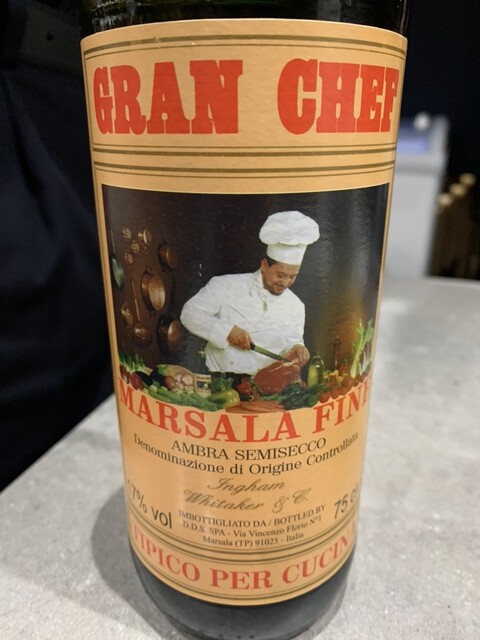 GRAN CHEF
MARSALA FINE
AMBRA SEMISECCO
Denominazione di Origine Controllata
Ingham
Whitaker & C.
17% vol
75 cl
IMBOTTIGLIATO DA / BOTTLED BY
D.D.S. SPA - Via Vincenzo Florio N°1
Marsala (TP) 91025 - Italia
TIPICO PER CUCINA